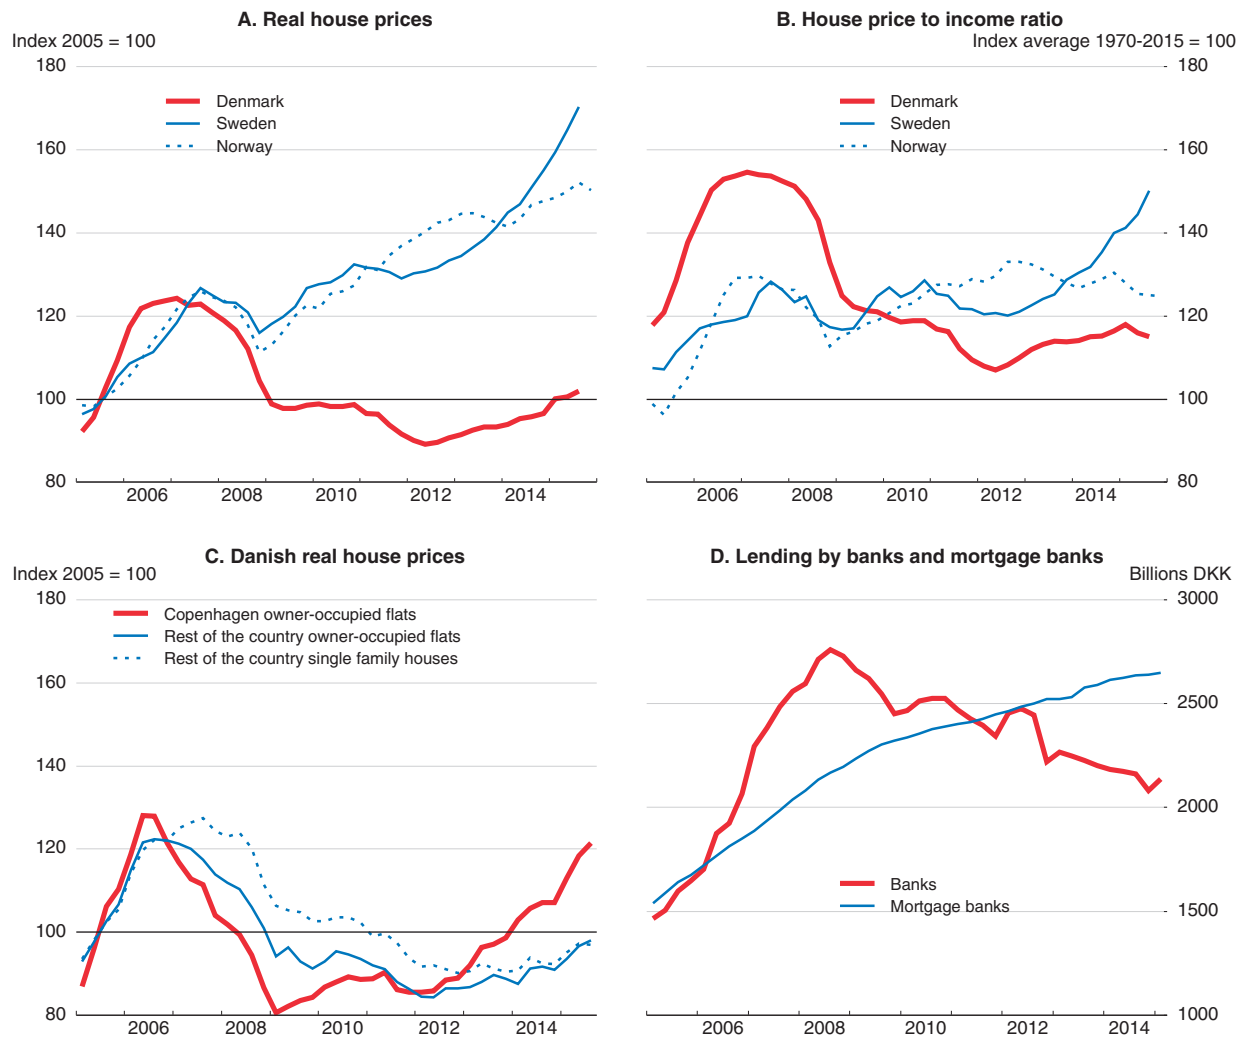 A. Real house prices
Index 2005 = 100
180
160
140
120
100
80
Denmark
Sweden
Norway
2006 2008 2010 2012 2014
B. House price to income ratio
Index average 1970-2015 = 100
180
160
140
120
100
80
Denmark
Sweden
Norway
2006 2008 2010 2012 2014
C. Danish real house prices
Index 2005 = 100
180
160
140
120
100
80
Copenhagen owner-occupied flats
Rest of the country owner-occupied flats
Rest of the country single family houses
2006 2008 2010 2012 2014
D. Lending by banks and mortgage banks
Billions DKK
3000
2500
2000
1500
1000
Banks
Mortgage banks
2006 2008 2010 2012 2014